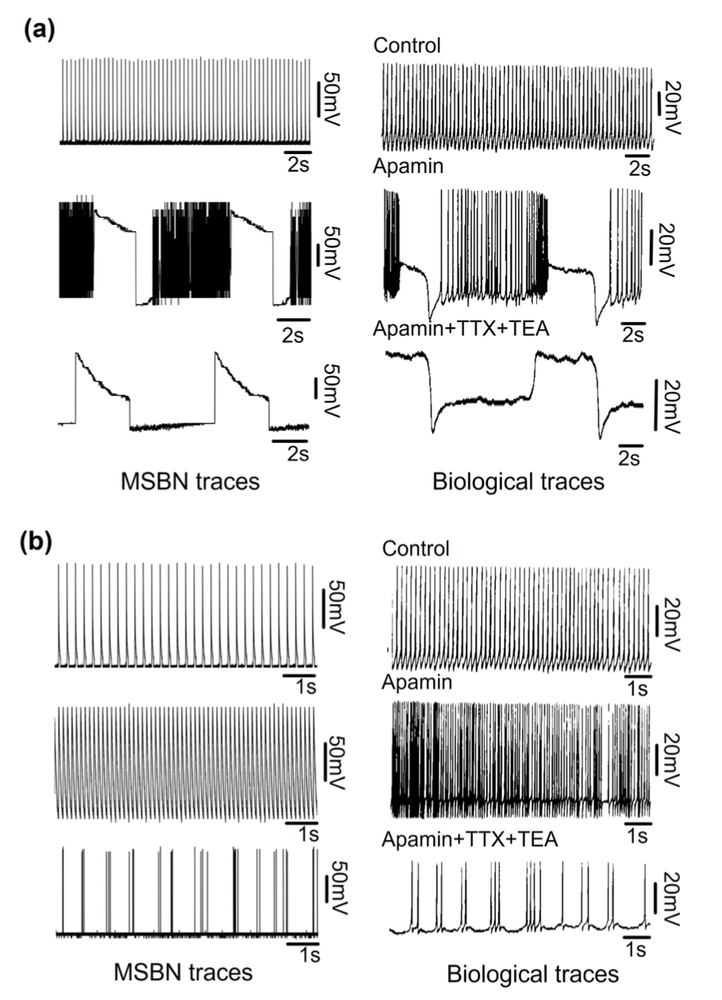 (a)
Control
50mV
2s
20mV
2s
Apamin
50mV
2s
20mV
2s
Apamin+TTX+TEA
50mV
2s
20mV
2s
MSBN traces
Biological traces
(b)
Control
50mV
1s
20mV
1s
Apamin
50mV
1s
20mV
1s
Apamin+TTX+TEA
50mV
1s
20mV
1s
MSBN traces
Biological traces